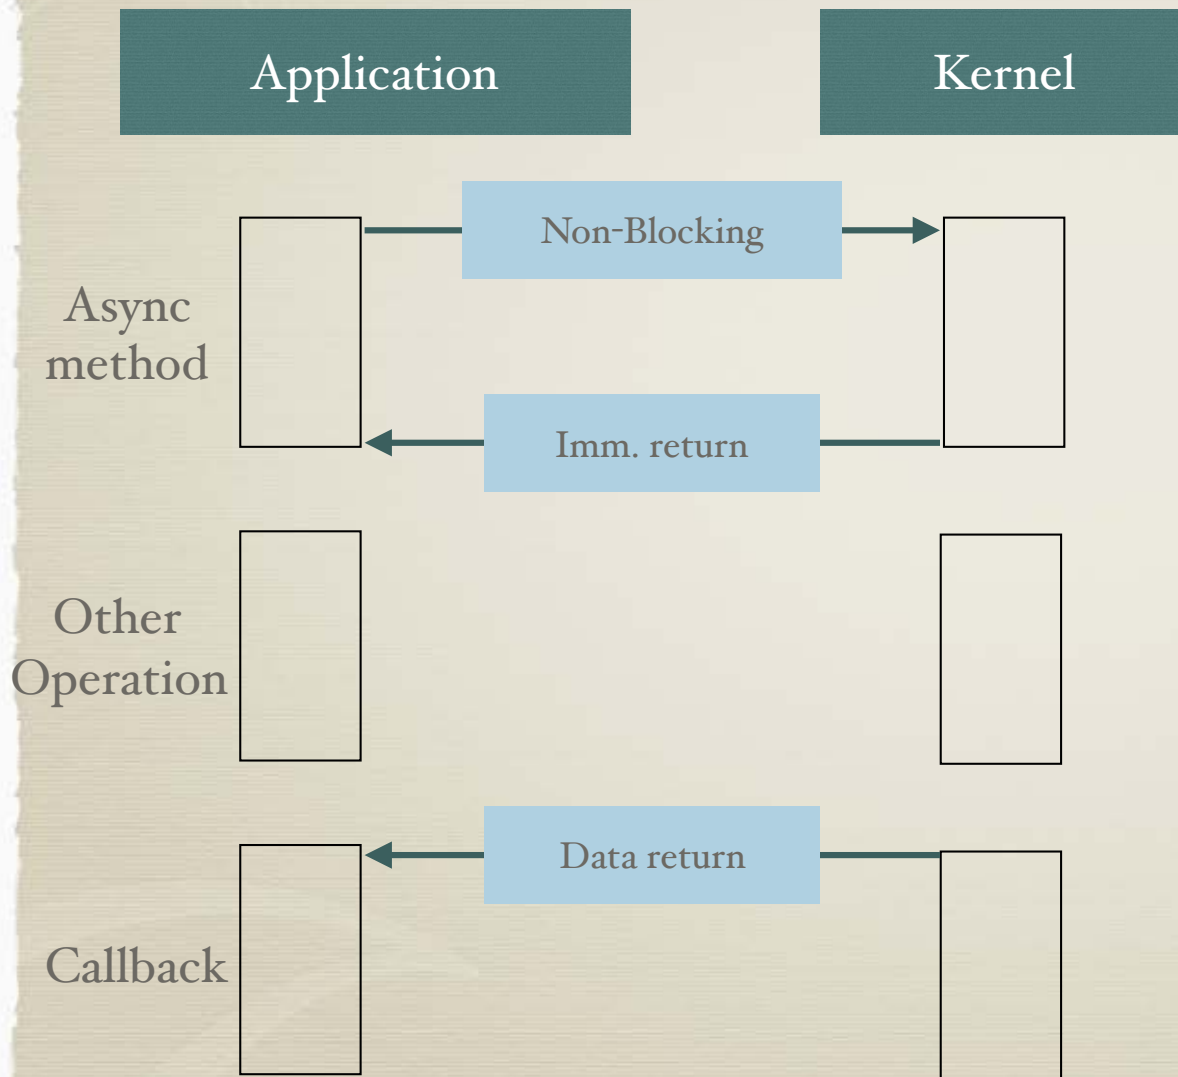 Application
Kernel
Non-Blocking
Async
method
Imm. return
Other
Operation
Data return
Callback